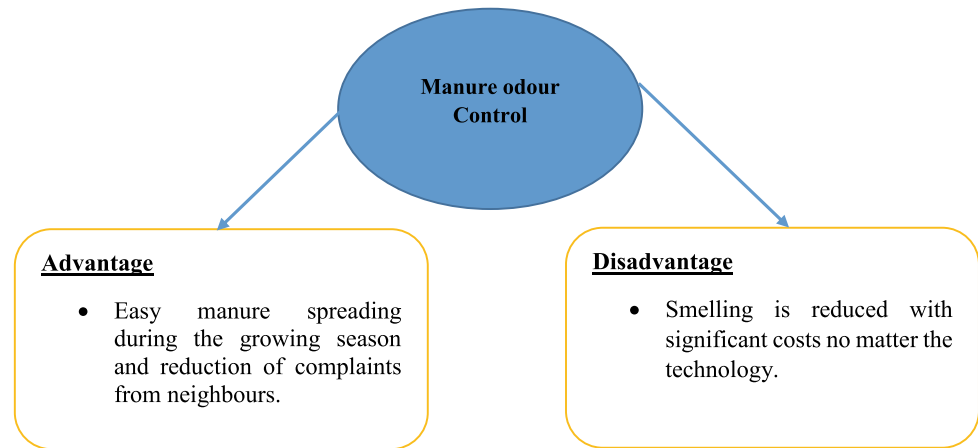 Manure odour
Control
Advantage
• Easy manure spreading
during the growing season
and reduction of complaints
from neighbours.
Disadvantage
• Smelling is reduced with
significant costs no matter the
technology.